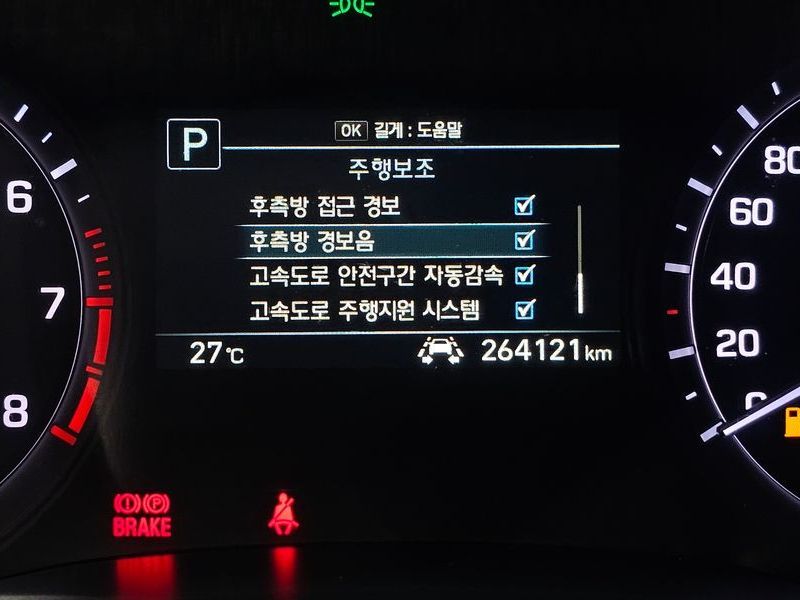 P
OK 길게 : 도움말
주행보조
후측방 접근 경보
후측방 경보음
고속도로 안전구간 자동감속
고속도로 주행지원 시스템
27°C
264121 km
6
7
8
80
60
40
20
0
(!) (P)
BRAKE